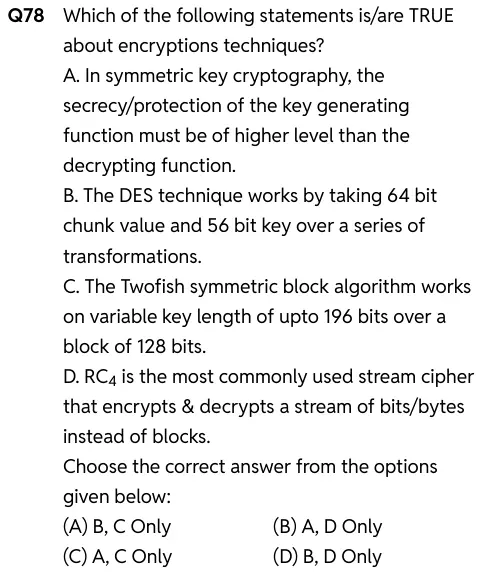 Q78 Which of the following statements is/are TRUE
about encryptions techniques?
A. In symmetric key cryptography, the
secrecy/protection of the key generating
function must be of higher level than the
decrypting function.
B. The DES technique works by taking 64 bit
chunk value and 56 bit key over a series of
transformations.
C. The Twofish symmetric block algorithm works
on variable key length of upto 196 bits over a
block of 128 bits.
D. RC₄ is the most commonly used stream cipher
that encrypts & decrypts a stream of bits/bytes
instead of blocks.
Choose the correct answer from the options
given below:
(A) B, C Only (B) A, D Only
(C) A, C Only (D) B, D Only